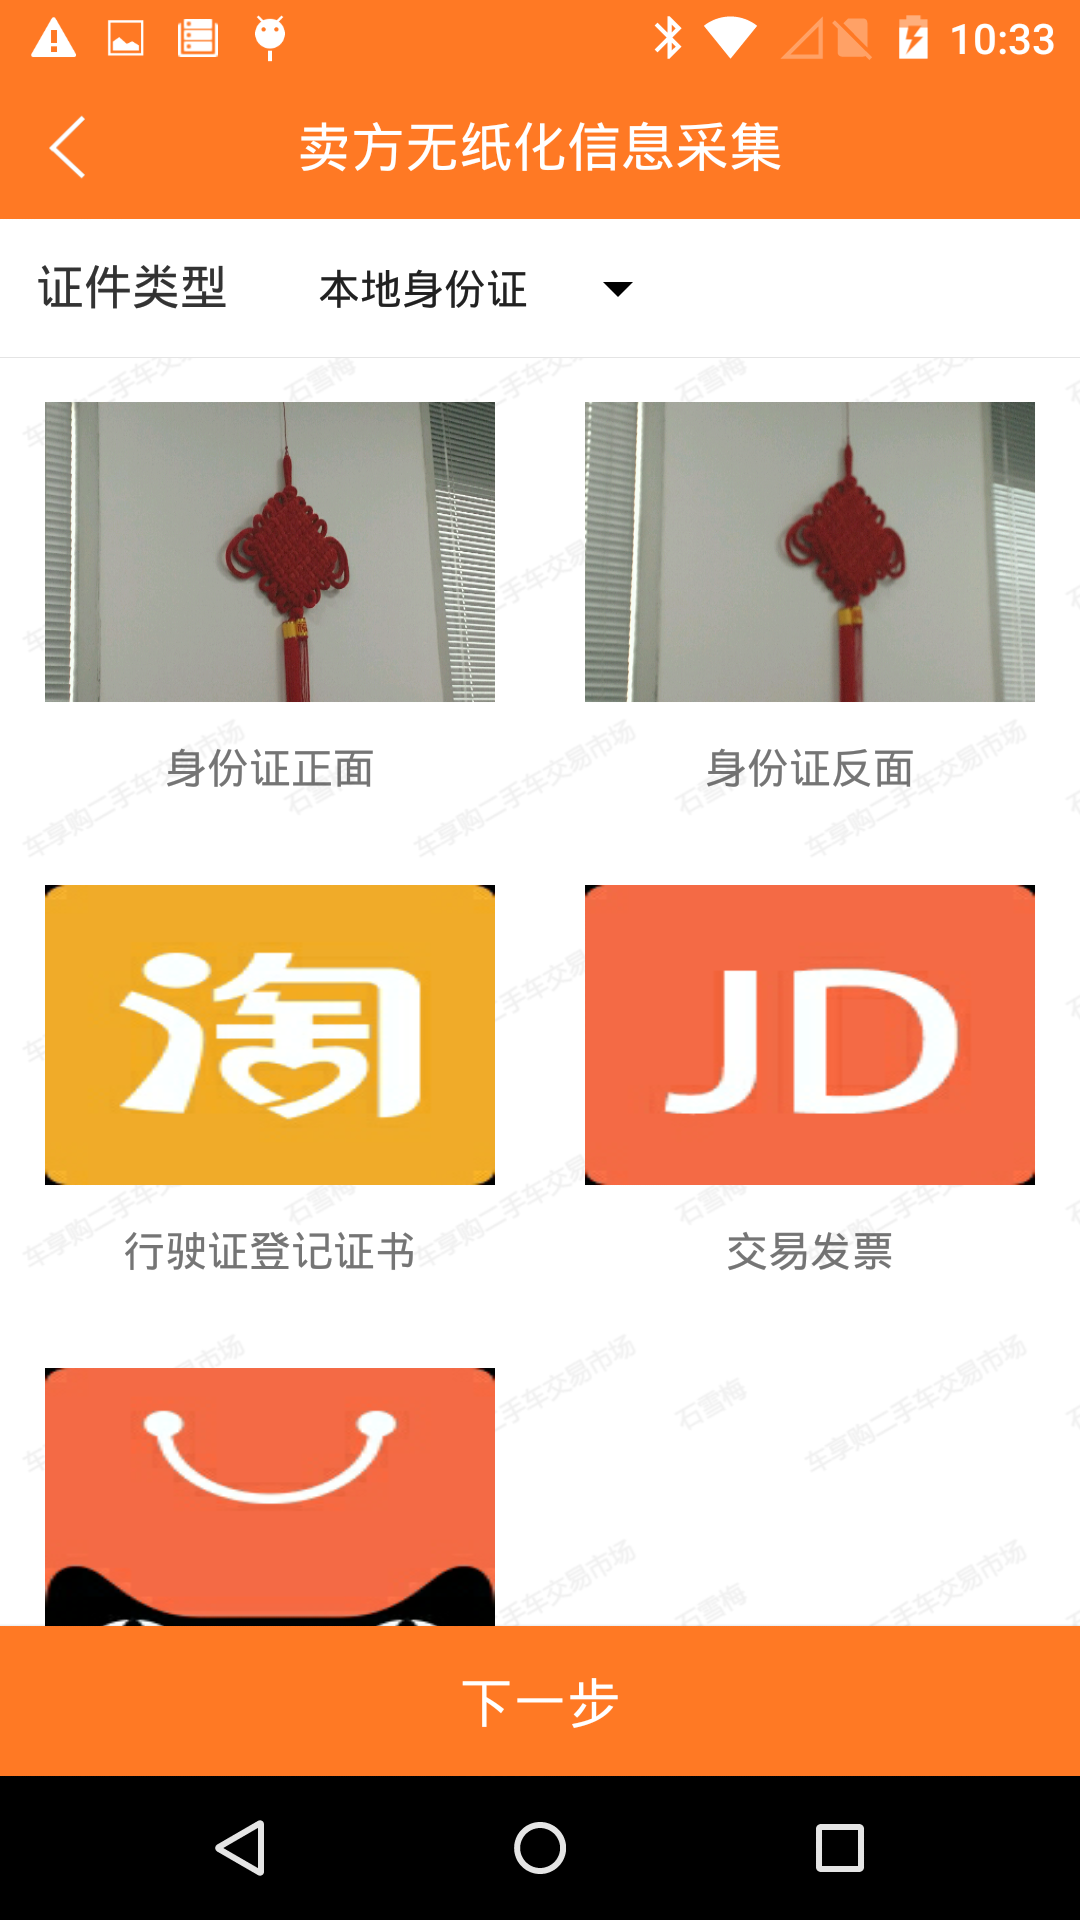 10:33
卖方无纸化信息采集
证件类型 本地身份证
身份证正面 身份证反面
车享购二手车交易市场 石雪梅
淘 JD
行驶证登记证书 交易发票
下一步